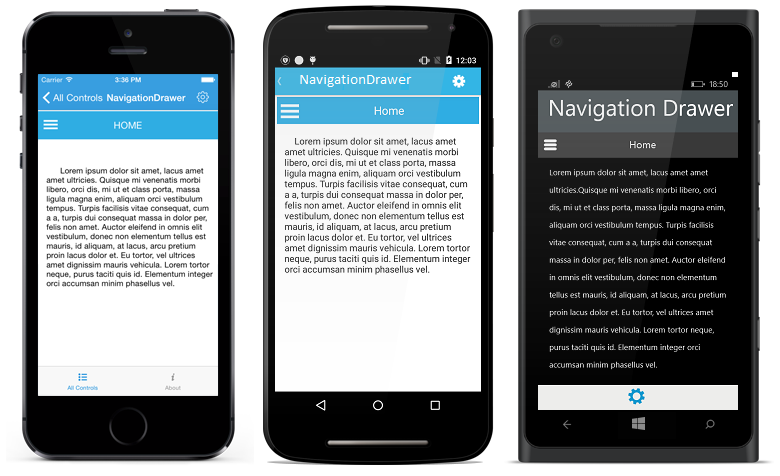 Carrier 3:36 PM
All Controls NavigationDrawer
HOME
Lorem ipsum dolor sit amet, lacus amet
amet ultricies. Quisque mi venenatis morbi
libero, orci dis, mi ut et class porta, massa
ligula magna enim, aliquam orci vestibulum
tempus. Turpis facilisis vitae consequat, cum
a a, turpis dui consequat massa in dolor per,
felis non amet. Auctor eleifend in omnis elit
vestibulum, donec non elementum tellus est
mauris, id aliquam, at lacus, arcu pretium
proin lacus dolor et. Eu tortor, vel ultrices
amet dignissim mauris vehicula. Lorem tortor
neque, purus taciti quis id. Elementum integer
orci accumsan minim phasellus vel.
All Controls
About
12:03
NavigationDrawer
Home
Lorem ipsum dolor sit amet, lacus amet
amet ultricies. Quisque mi venenatis morbi
libero, orci dis, mi ut et class porta, massa
ligula magna enim, aliquam orci vestibulum
tempus. Turpis facilisis vitae consequat, cum
a a, turpis dui consequat massa in dolor per,
felis non amet. Auctor eleifend in omnis elit
vestibulum, donec non elementum tellus est
mauris, id aliquam, at lacus, arcu pretium
proin lacus dolor et. Eu tortor, vel ultrices
amet dignissim mauris vehicula. Lorem tortor
neque, purus taciti quis id. Elementum integer
orci accumsan minim phasellus vel.
18:50
Navigation Drawer
Home
Lorem ipsum dolor sit amet, lacus amet amet
ultricies.Quisque mi venenatis morbi libero, orci
dis, mi ut et class porta, massa ligula magna
enim, aliquam orci vestibulum tempus. Turpis facilisis
vitae consequat, cum a a, turpis dui consequat
massa in dolor per, felis non amet. Auctor eleifend
in omnis elit vestibulum, donec non elementum tellus
est mauris, id aliquam, at lacus, arcu pretium
proin lacus dolor et. Eu tortor, vel ultrices amet
dignissim mauris vehicula. Lorem tortor neque, purus
taciti quis id. Elementum integer orci
accumsan minim phasellus vel.